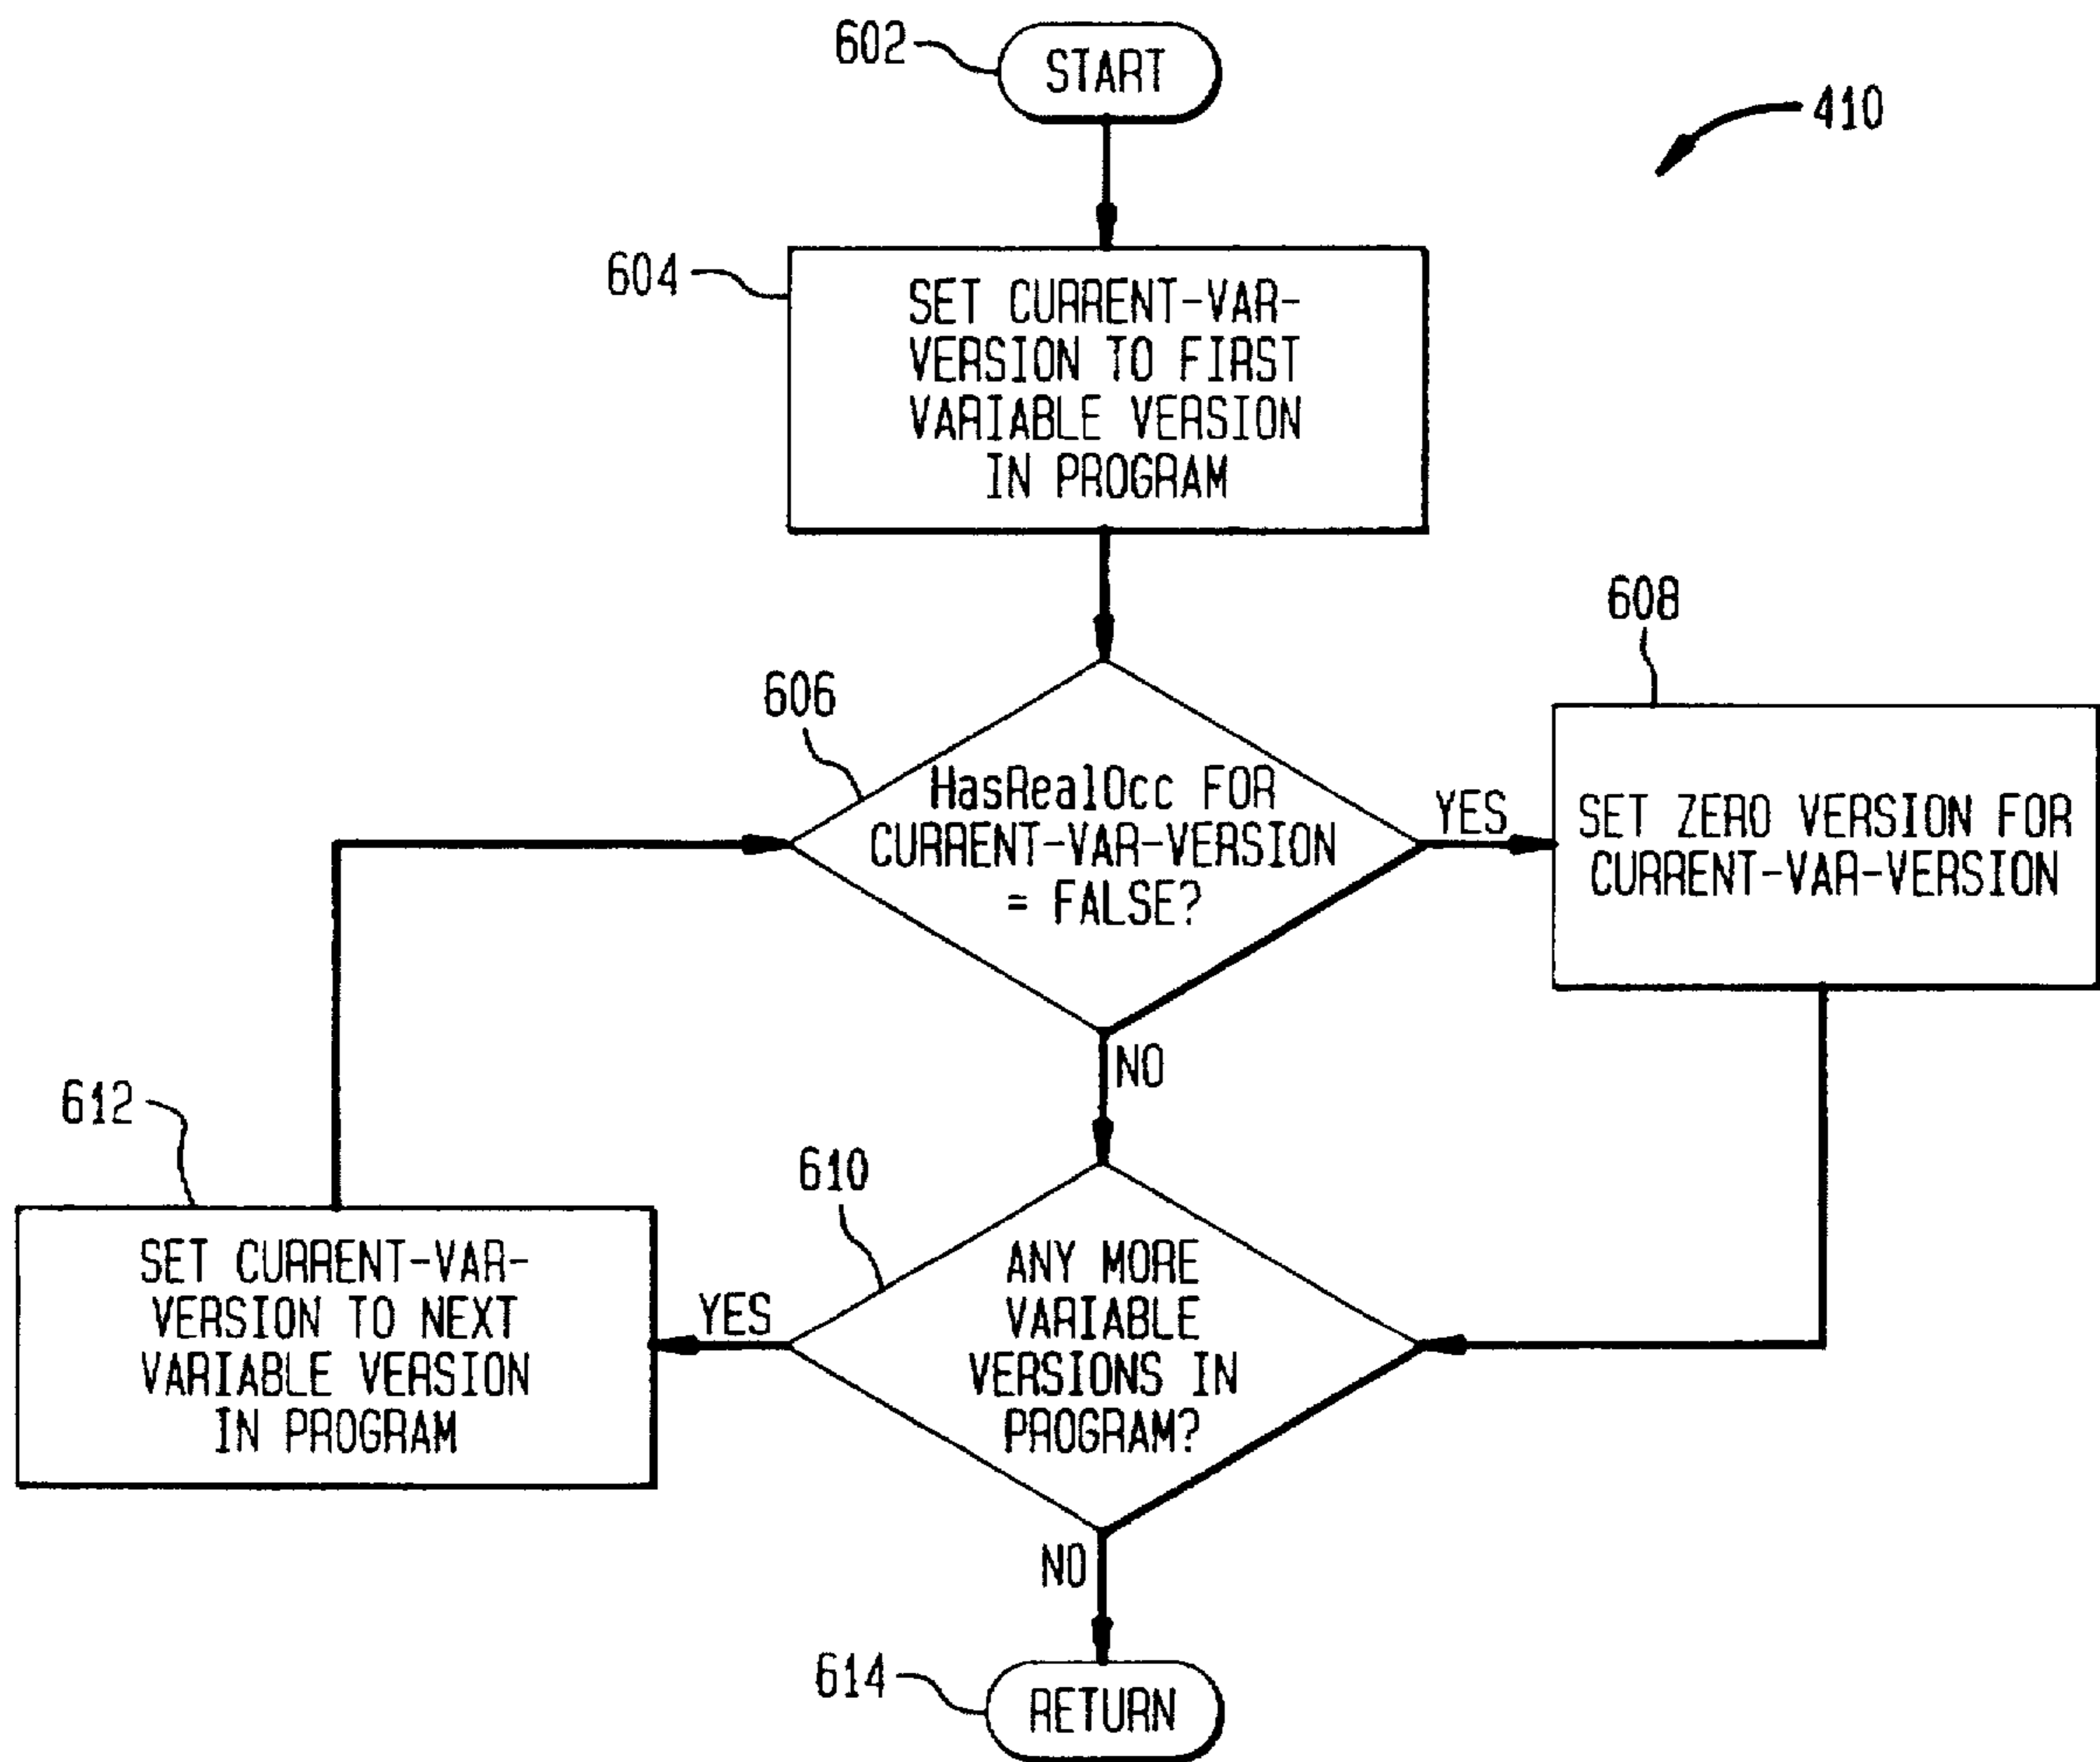 602
START
410
604
SET CURRENT-VAR-
VERSION TO FIRST
VARIABLE VERSION
IN PROGRAM
608
606
HasRealOcc FOR
CURRENT-VAR-VERSION
= FALSE?
YES
SET ZERO VERSION FOR
CURRENT-VAR-VERSION
NO
612
610
SET CURRENT-VAR-
VERSION TO NEXT
VARIABLE VERSION
IN PROGRAM
YES
ANY MORE
VARIABLE
VERSIONS IN
PROGRAM?
NO
614
RETURN